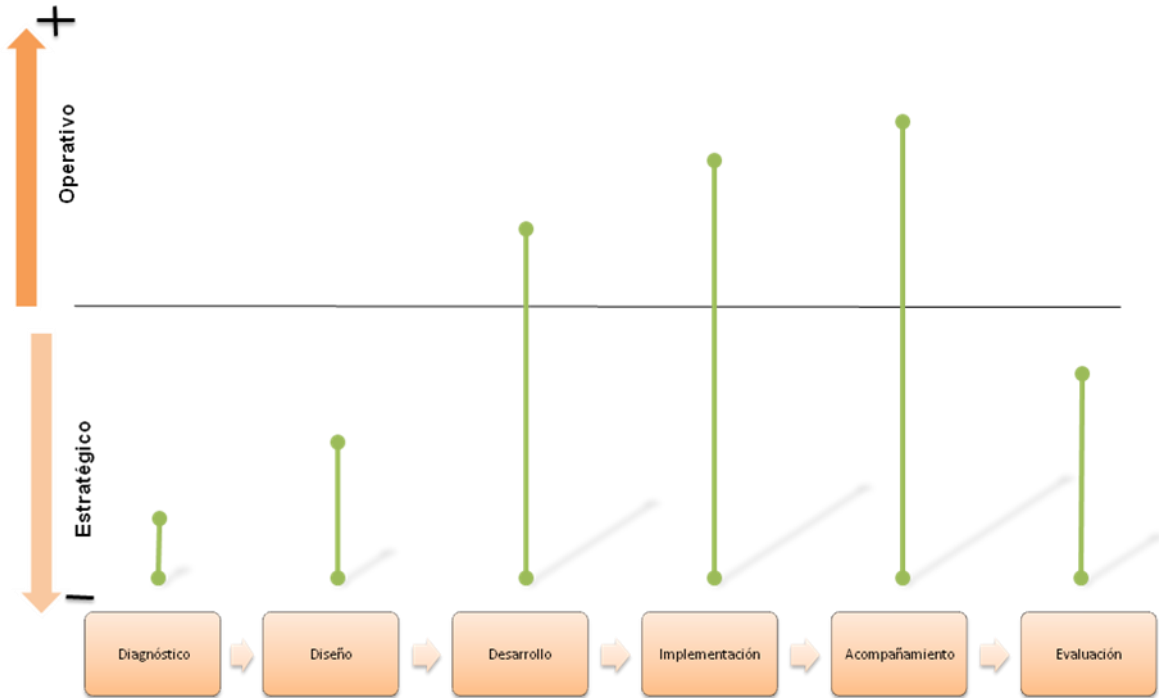 +
Operativo
Estratégico
–
Diagnóstico
Diseño
Desarrollo
Implementación
Acompañamiento
Evaluación